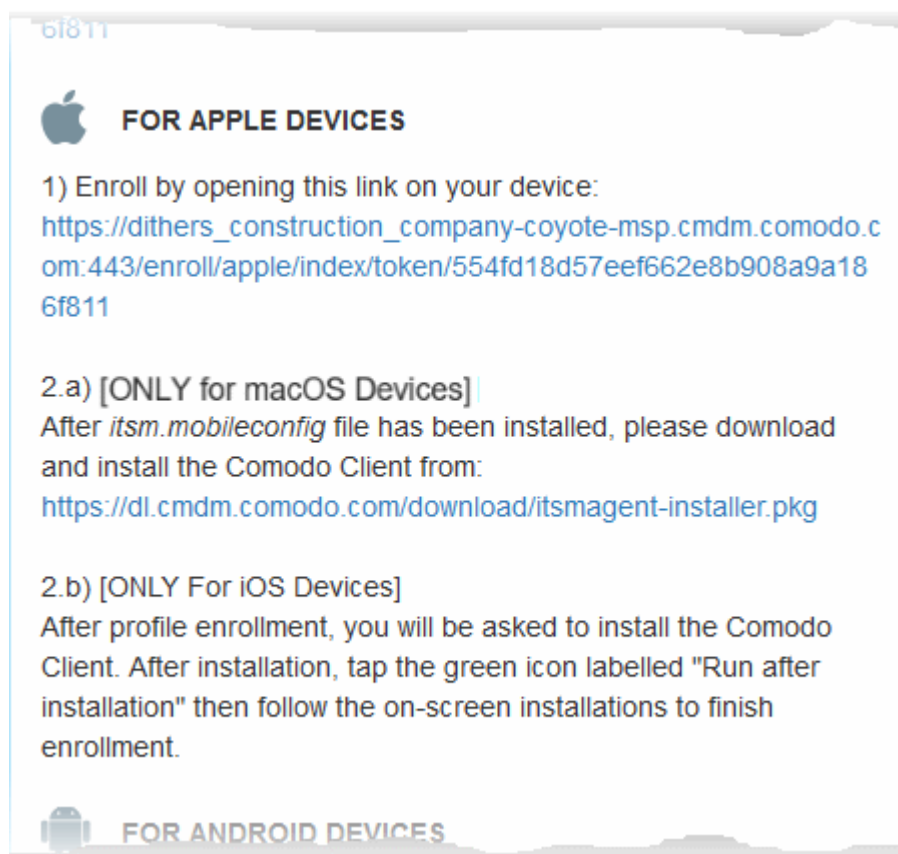 6f811
FOR APPLE DEVICES
1) Enroll by opening this link on your device:
https://dithers_construction_company-coyote-msp.cmdm.comodo.c
om:443/enroll/apple/index/token/554fd18d57eef662e8b908a9a18
6f811
2.a) [ONLY for macOS Devices]
After itsm.mobileconfig file has been installed, please download
and install the Comodo Client from:
https://dl.cmdm.comodo.com/download/itsmagent-installer.pkg
2.b) [ONLY For iOS Devices]
After profile enrollment, you will be asked to install the Comodo
Client. After installation, tap the green icon labelled "Run after
installation" then follow the on-screen installations to finish
enrollment.
FOR ANDROID DEVICES